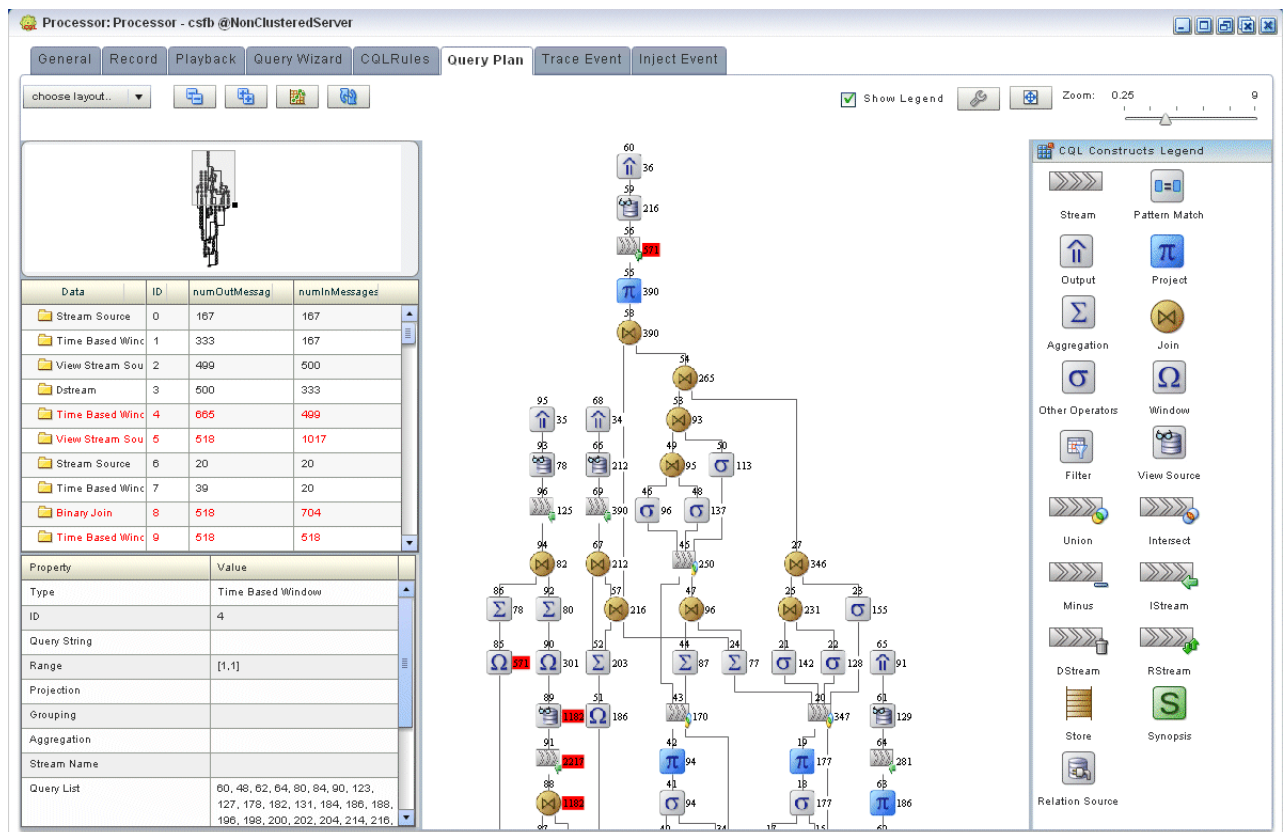 Processor: Processor - csfb @NonClusteredServer
General Record Playback Query Wizard CQLRules Query Plan Trace Event Inject Event
choose layout.. Show Legend Zoom: 0.25 9
Data ID numOutMessag numInMessages
Stream Source 0 167 167
Time Based Winc 1 333 167
View Stream Sou 2 499 500
Dstream 3 500 333
Time Based Winc 4 665 499
View Stream Sou 5 518 1017
Stream Source 6 20 20
Time Based Winc 7 39 20
Binary Join 8 518 704
Time Based Winc 9 518 518
Property Value
Type Time Based Window
ID 4
Query String
Range [1,1]
Projection
Grouping
Aggregation
Stream Name
Query List 60, 48, 62, 64, 80, 84, 90, 123,
127, 178, 182, 131, 184, 186, 188,
196, 198, 200, 202, 204, 214, 216,
60
36
59
216
56
571
55
390
58
390
54
265
95 68 53
35 34 93
93 66 49 50
78 212 95 113
96 69 46 48
125 390 96 137
94 67 45 27
82 212 250 346
86 92 57 47 25 23
78 80 216 96 231 155
85 90 52 44 24 21 22 65
571 301 203 87 77 142 128 91
89 51 43 20 61
1182 186 170 347 129
91 42 19 64
2217 94 177 281
88 41 18 63
1182 94 177 186
87 40 34 17 15 60
CQL Constructs Legend
Stream Pattern Match
Output Project
Aggregation Join
Other Operators Window
Filter View Source
Union Intersect
Minus IStream
DStream RStream
S
Store Synopsis
Relation Source